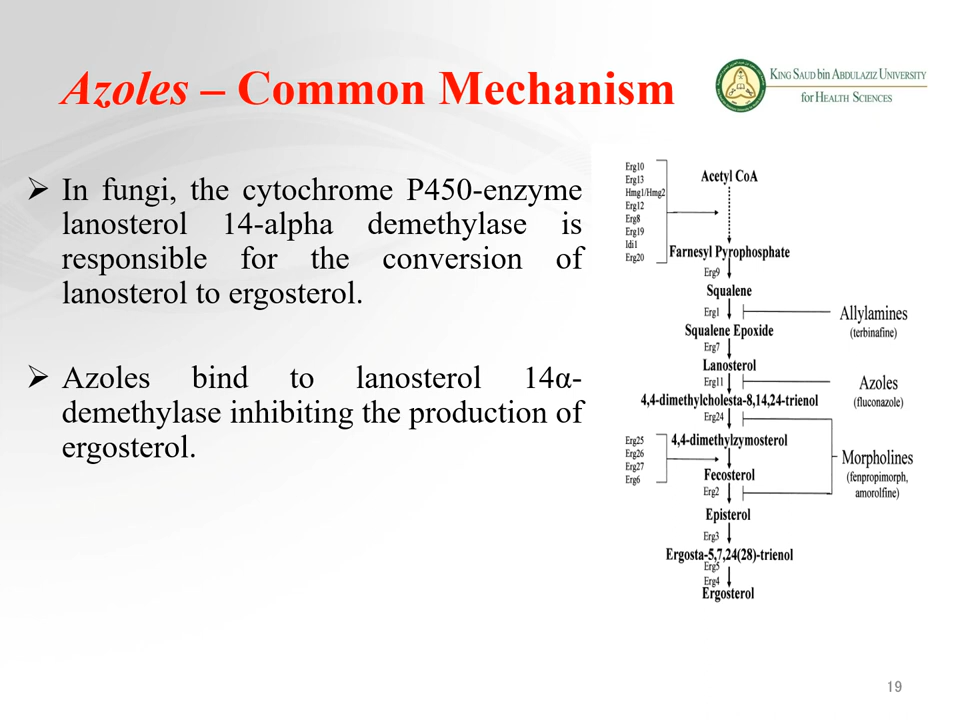 Azoles – Common Mechanism
KING SAUD bin ABDULAZIZ UNIVERSITY
for HEALTH SCIENCES
➢ In fungi, the cytochrome P450-enzyme
lanosterol 14-alpha demethylase is
responsible for the conversion of
lanosterol to ergosterol.
➢ Azoles bind to lanosterol 14α-
demethylase inhibiting the production of
ergosterol.
Erg10
Erg13
Hmg1/Hmg2
Erg12
Erg8
Erg19
Idi1
Erg20
Acetyl CoA
Farnesyl Pyrophosphate
Erg9
Squalene
Erg1
Allylamines
(terbinafine)
Squalene Epoxide
Erg7
Lanosterol
Erg11
Azoles
(fluconazole)
4,4-dimethylcholesta-8,14,24-trienol
Erg24
4,4-dimethylzymosterol
Erg25
Erg26
Erg27
Erg6
Morpholines
(fenpropimorph,
amorolfine)
Fecosterol
Erg2
Episterol
Erg3
Ergosta-5,7,24(28)-trienol
Erg5
Erg4
Ergosterol
19